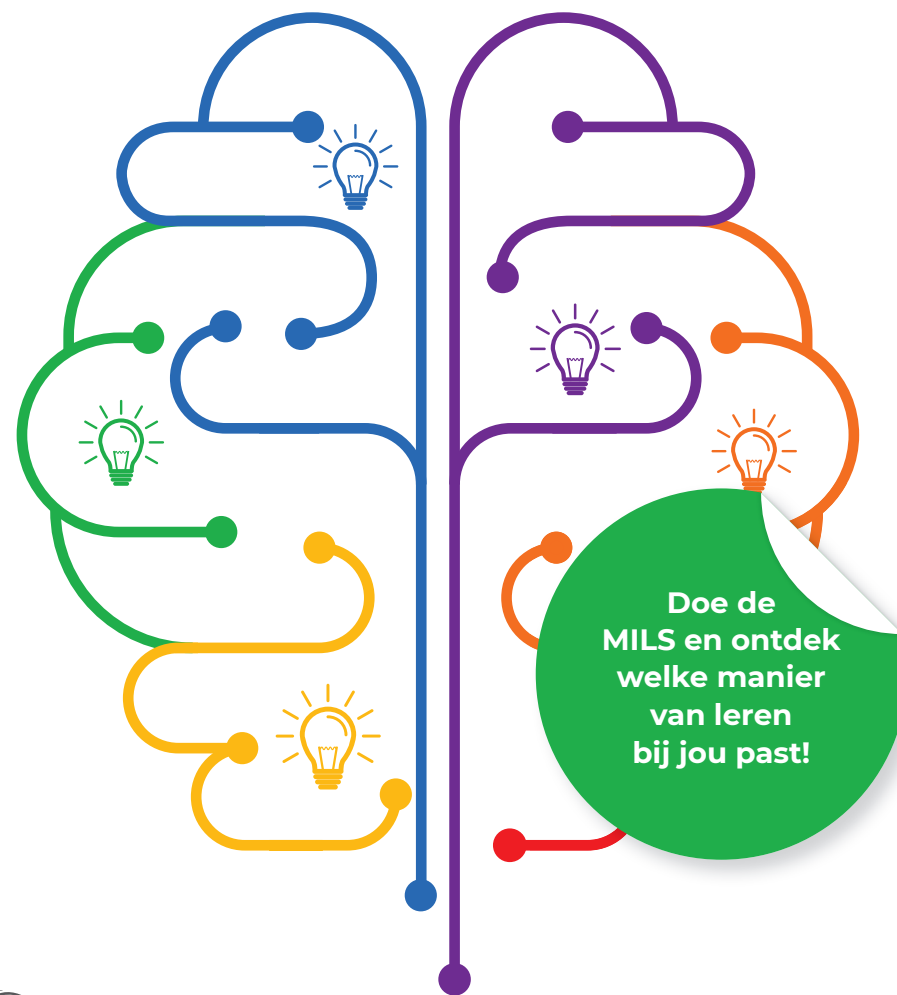 Doe de
MILS en ontdek
welke manier
van leren
bij jou past!